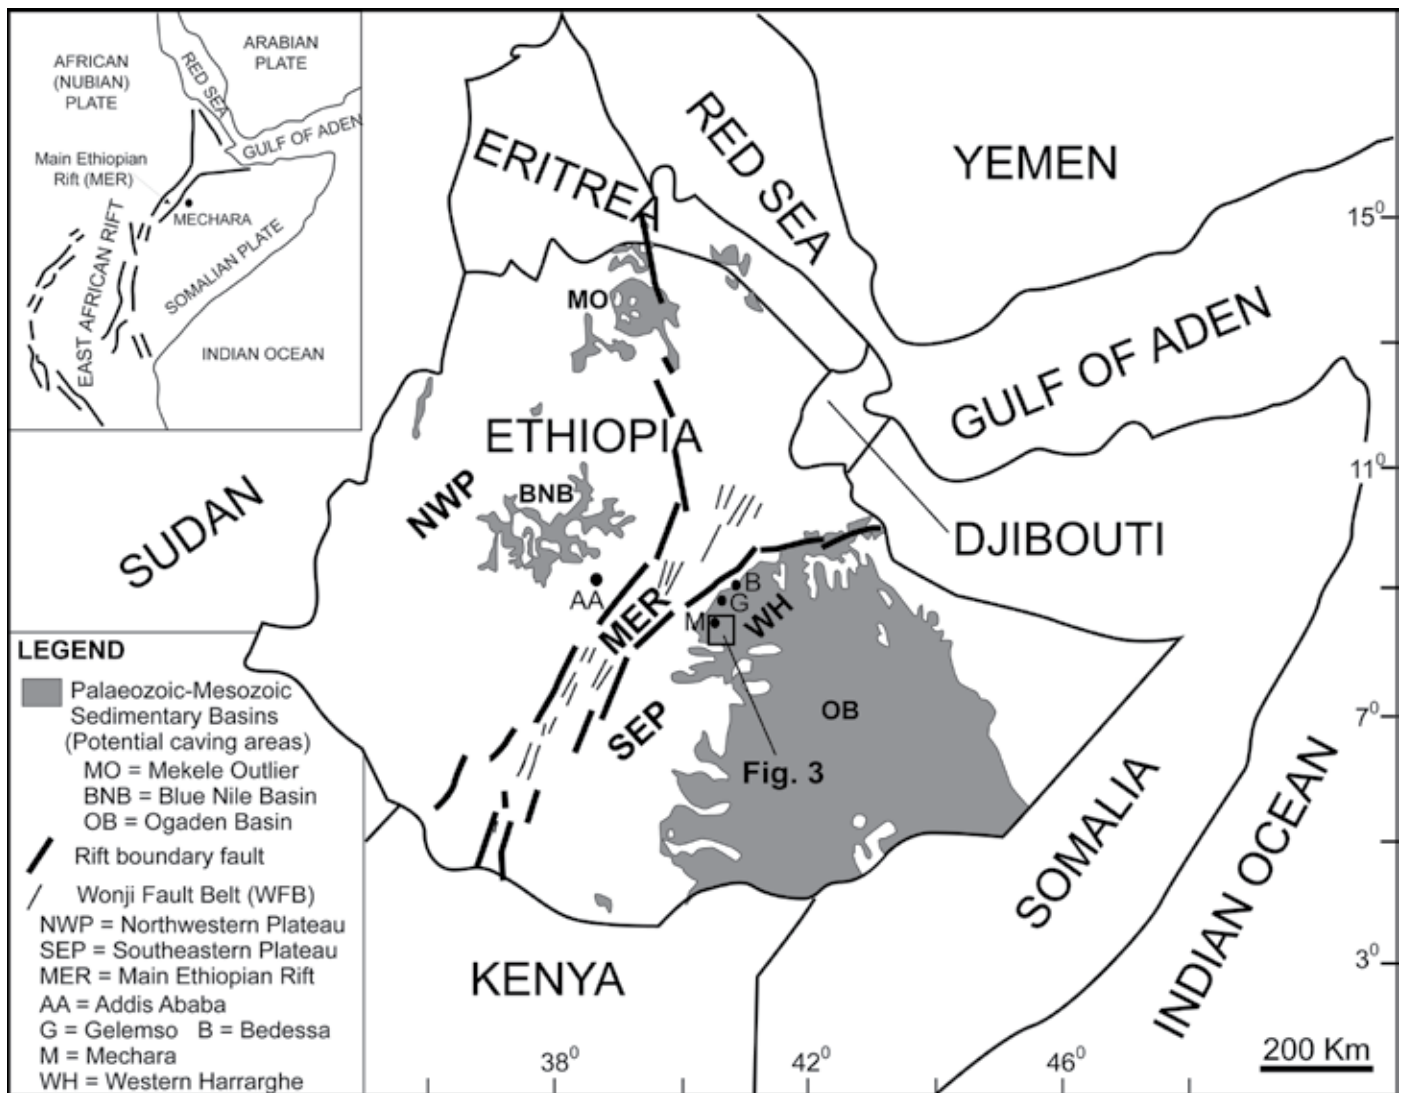 AFRICAN
(NUBIAN)
PLATE
ARABIAN
PLATE
RED SEA
GULF OF ADEN
Main Ethiopian
Rift (MER)
MECHARA
EAST AFRICAN RIFT
SOMALIAN PLATE
INDIAN OCEAN
ERITREA
RED SEA
YEMEN
15⁰
MO
GULF OF ADEN
ETHIOPIA
11⁰
NWP
BNB
SUDAN
DJIBOUTI
AA
MER
B
G
M
WH
SEP
OB
7⁰
Fig. 3
SOMALIA
INDIAN OCEAN
KENYA
3⁰
38⁰
42⁰
46⁰
200 Km
LEGEND
Palaeozoic-Mesozoic
Sedimentary Basins
(Potential caving areas)
MO = Mekele Outlier
BNB = Blue Nile Basin
OB = Ogaden Basin
Rift boundary fault
Wonji Fault Belt (WFB)
NWP = Northwestern Plateau
SEP = Southeastern Plateau
MER = Main Ethiopian Rift
AA = Addis Ababa
G = Gelemso B = Bedessa
M = Mechara
WH = Western Harrarghe